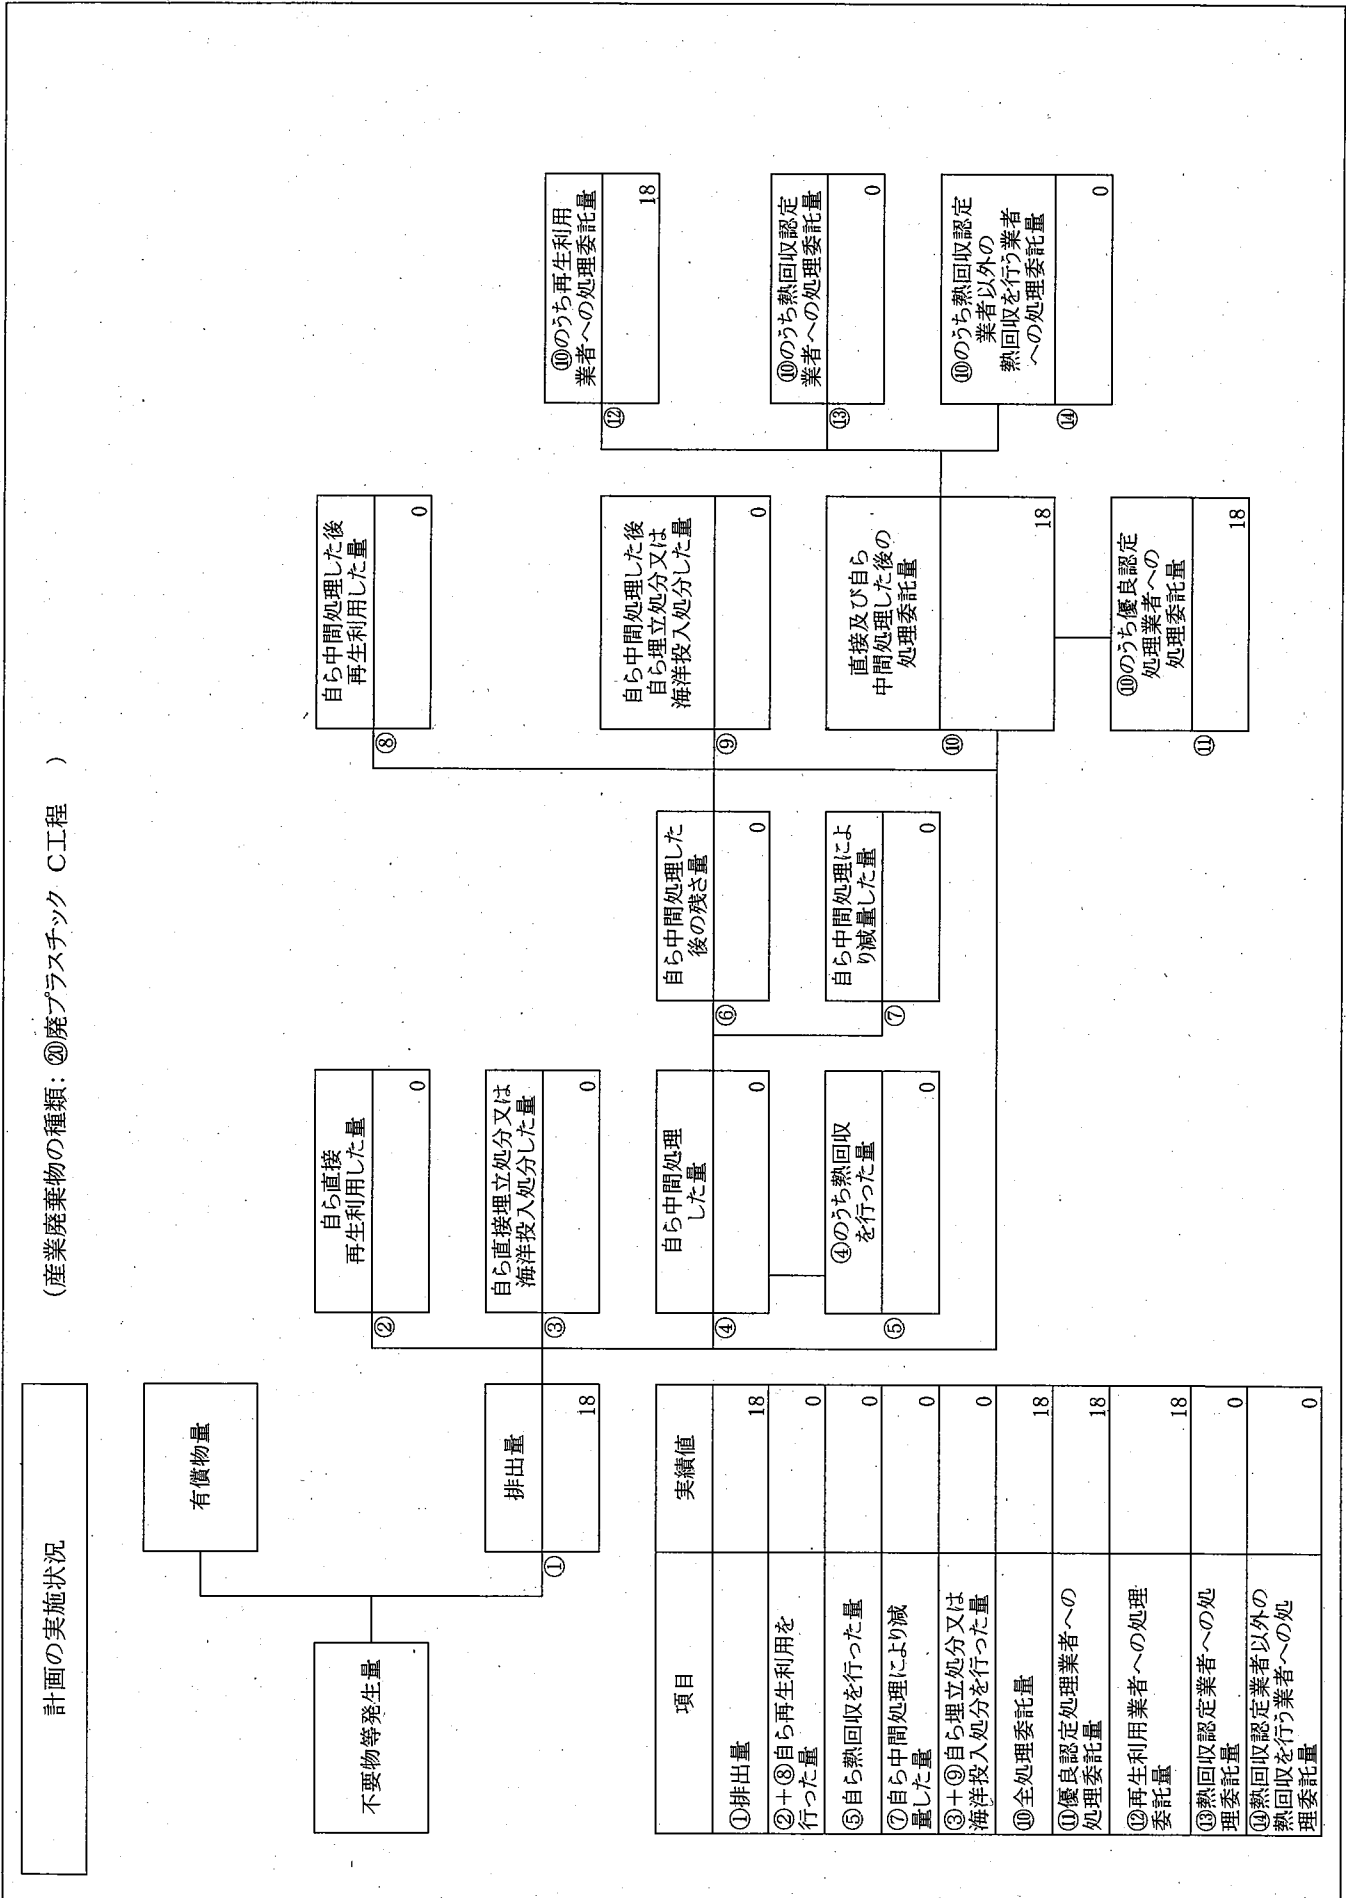 計画の実施状況
(産業廃棄物の種類：⑳廃プラスチック C工程 )
不要物等発生量
有償物量
排出量
①
18
自ら直接
再生利用した量
②
0
自ら直接埋立処分又は
海洋投入処分した量
③
0
自ら中間処理
した量
④
0
④のうち熱回収
を行った量
⑤
0
自ら中間処理した
後の残さ量
⑥
0
自ら中間処理によ
り減量した量
⑦
0
自ら中間処理した後
再生利用した量
⑧
0
自ら中間処理した後
自ら埋立処分又は
海洋投入処分した量
⑨
0
直接及び自ら
中間処理した後の
処理委託量
⑩
18
⑩のうち優良認定
処理業者への
処理委託量
⑪
18
⑩のうち再生利用
業者への処理委託量
⑫
18
⑩のうち熱回収認定
業者への処理委託量
⑬
0
⑩のうち熱回収認定
業者以外の
熱回収を行う業者
への処理委託量
⑭
0
項目 実績値
①排出量 18
②＋⑧自ら再生利用を
行った量 0
⑤自ら熱回収を行った量 0
⑦自ら中間処理により減
量した量 0
③＋⑨自ら埋立処分又は
海洋投入処分を行った量 0
⑩全処理委託量 18
⑪優良認定処理業者への
処理委託量 18
⑫再生利用業者への処理
委託量 18
⑬熱回収認定業者への処
理委託量 0
⑭熱回収認定業者以外の
熱回収を行う業者への処
理委託量 0